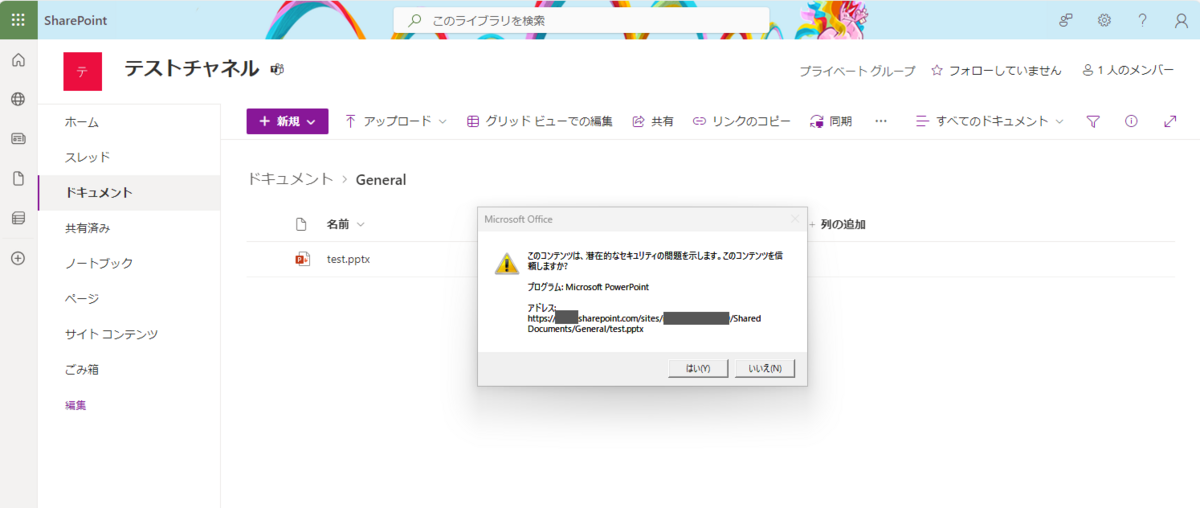 SharePoint
このライブラリを検索
テ
テストチャネル
プライベート グループ
フォローしていません
1 人のメンバー
ホーム
スレッド
ドキュメント
共有済み
ノートブック
ページ
サイト コンテンツ
ごみ箱
編集
+ 新規
アップロード
グリッド ビューでの編集
共有
リンクのコピー
同期
すべてのドキュメント
ドキュメント > General
名前
+ 列の追加
test.pptx
Microsoft Office
このコンテンツは、潜在的なセキュリティの問題を示します。このコンテンツを信
頼しますか?
プログラム: Microsoft PowerPoint
アドレス:
https://sharepoint.com/sites/ /Shared
Documents/General/test.pptx
はい(Y)
いいえ(N)